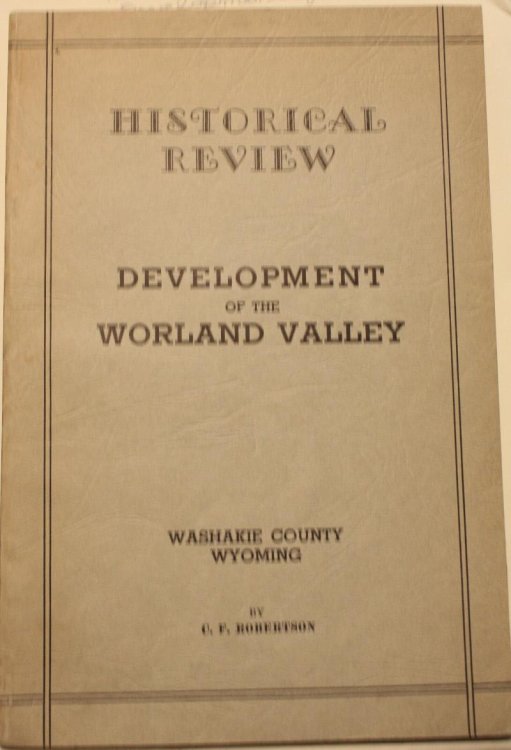 HISTORICAL
REVIEW
DEVELOPMENT
OF THE
WORLAND VALLEY
WASHAKIE COUNTY
WYOMING
BY
C. F. ROBERTSON